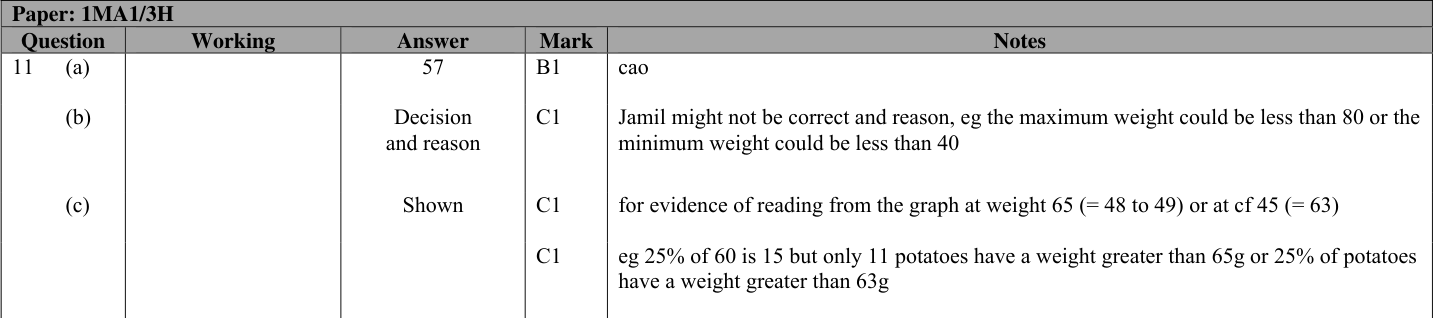 Paper: 1MA1/3H
Question Working Answer Mark Notes
11 (a) 57 B1 cao
(b) Decision C1 Jamil might not be correct and reason, eg the maximum weight could be less than 80 or the
and reason minimum weight could be less than 40
(c) Shown C1 for evidence of reading from the graph at weight 65 (= 48 to 49) or at cf 45 (= 63)
C1 eg 25% of 60 is 15 but only 11 potatoes have a weight greater than 65g or 25% of potatoes
have a weight greater than 63g